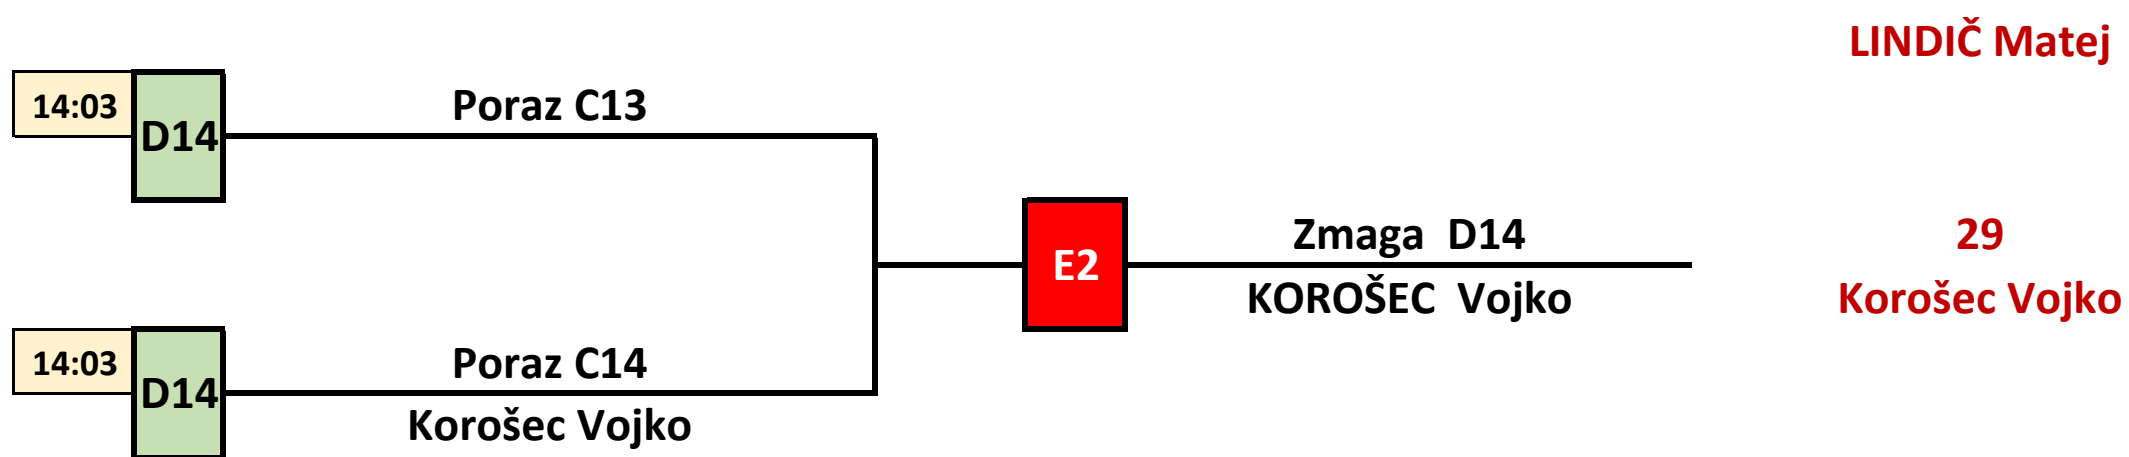 LINDIČ Matej
14:03
D14
Poraz C13
E2
Zmaga D14
KOROŠEC Vojko
29
Korošec Vojko
14:03
D14
Poraz C14
Korošec Vojko